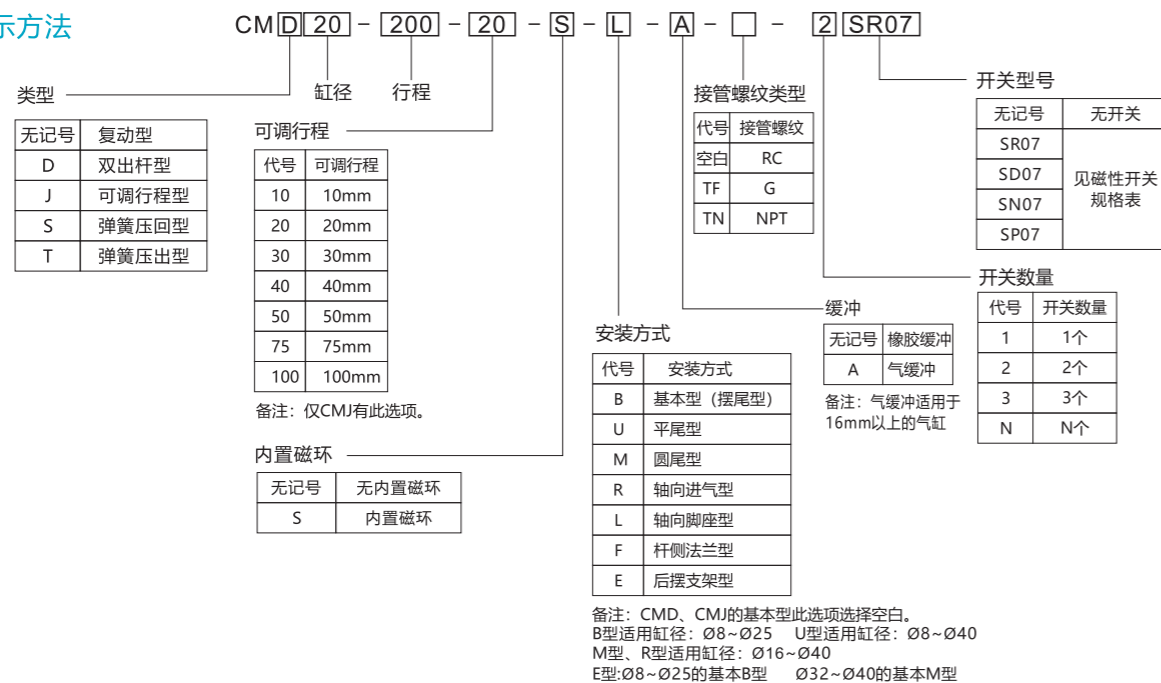 示方法
CMD20-200-20-S-L-A-□-2SR07
类型
无记号 复动型
D 双出杆型
J 可调行程型
S 弹簧压回型
T 弹簧压出型
缸径
行程
可调行程
代号 可调行程
10 10mm
20 20mm
30 30mm
40 40mm
50 50mm
75 75mm
100 100mm
备注：仅CMJ有此选项。
内置磁环
无记号 无内置磁环
S 内置磁环
安装方式
代号 安装方式
B 基本型（摆尾型）
U 平尾型
M 圆尾型
R 轴向进气型
L 轴向脚座型
F 杆侧法兰型
E 后摆支架型
备注：CMD、CMJ的基本型此选项选择空白。
B型适用缸径：Ø8~Ø25 U型适用缸径：Ø8~Ø40
M型、R型适用缸径：Ø16~Ø40
E型:Ø8~Ø25的基本B型 Ø32~Ø40的基本M型
接管螺纹类型
代号 接管螺纹
空白 RC
TF G
TN NPT
缓冲
无记号 橡胶缓冲
A 气缓冲
备注：气缓冲适用于
16mm以上的气缸
开关型号
无记号 无开关
SR07
SD07
SN07
SP07
见磁性开关
规格表
开关数量
代号 开关数量
1 1个
2 2个
3 3个
N N个